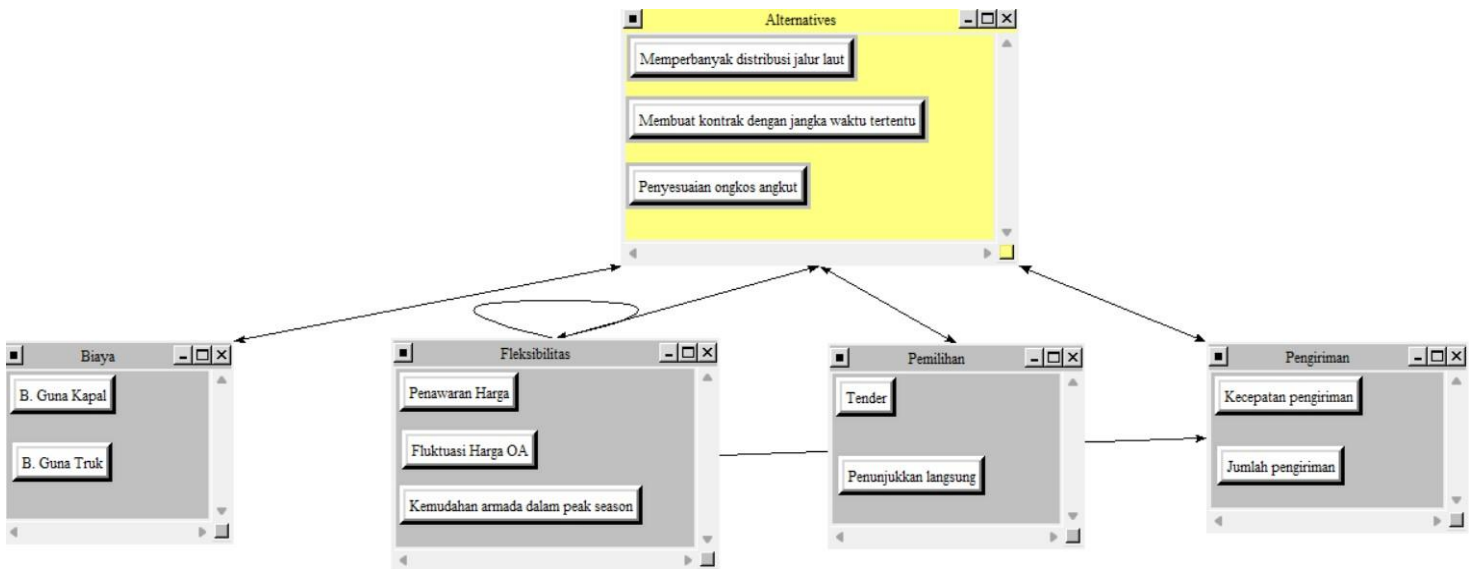 Alternatives
Memperbanyak distribusi jalur laut
Membuat kontrak dengan jangka waktu tertentu
Penyesuaian ongkos angkut
Biaya
B. Guna Kapal
B. Guna Truk
Fleksibilitas
Penawaran Harga
Fluktuasi Harga OA
Kemudahan armada dalam peak season
Pemilihan
Tender
Penunjukkan langsung
Pengiriman
Kecepatan pengiriman
Jumlah pengiriman